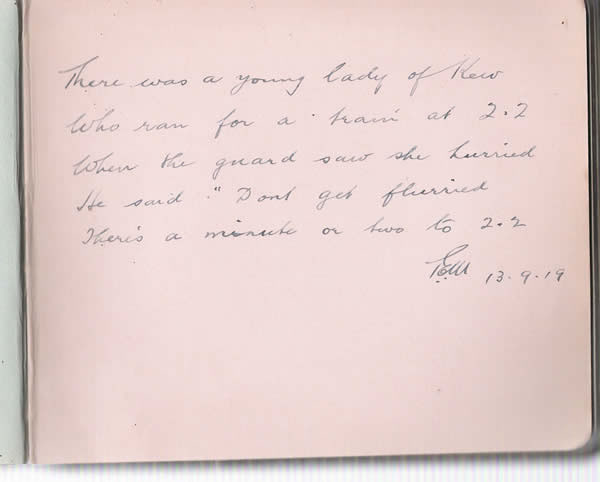 There was a young lady of Kew
Who ran for a train at 2.2
When the guard saw she hurried
He said "Dont get flurried
There's a minute or two to 2.2
13.9.19